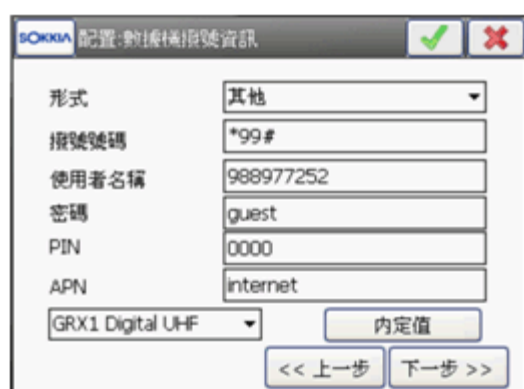 SOKKIA 配置:數據機撥號資訊
形式 其他
撥號號碼 *99#
使用者名稱 988977252
密碼 guest
PIN 0000
APN internet
GRX1 Digital UHF 內定值
<< 上一步 下一步 >>